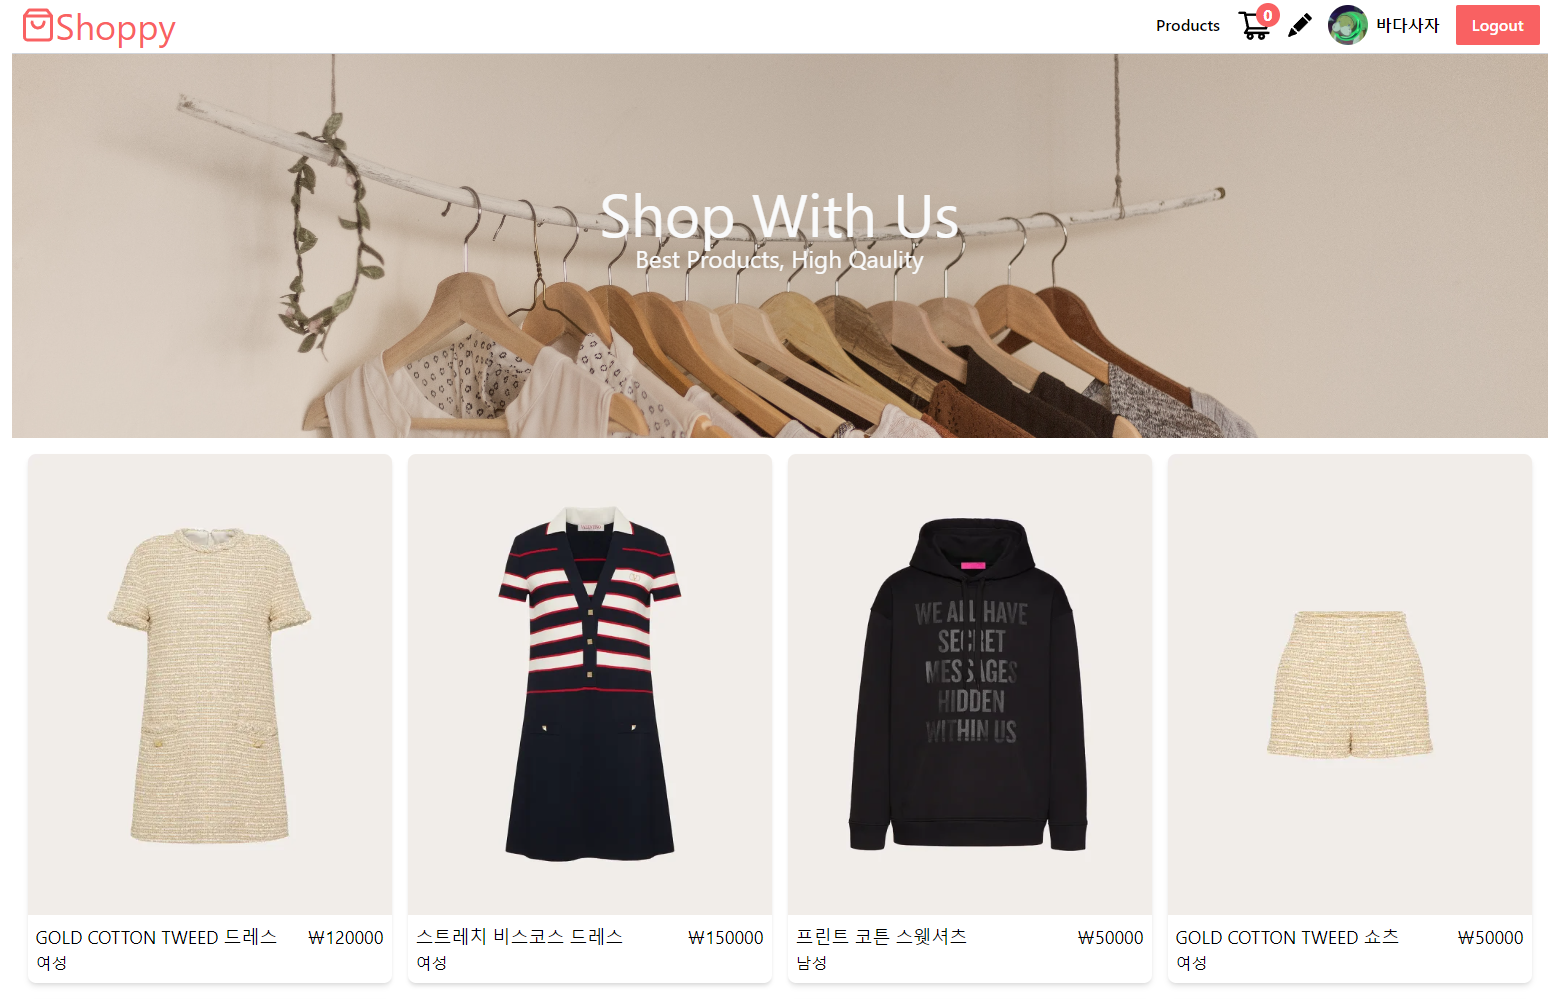 Shoppy
Products
0
바다사자
Logout
Shop With Us
Best Products, High Qaulity
WE ALL HAVE
SECRET
MESSAGES
HIDDEN
WITHIN US
GOLD COTTON TWEED 드레스 ₩120000
여성
스트레치 비스코스 드레스 ₩150000
여성
프린트 코튼 스웻셔츠 ₩50000
남성
GOLD COTTON TWEED 쇼츠 ₩50000
여성